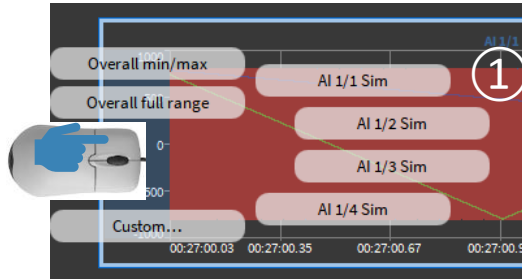 AI 1/1
1000
Overall min/max
AI 1/1 Sim
1
Overall full range
AI 1/2 Sim
0
AI 1/3 Sim
500
AI 1/4 Sim
Custom...
00:27:00.03 00:27:00.35 00:27:00.67 00:27:00.9